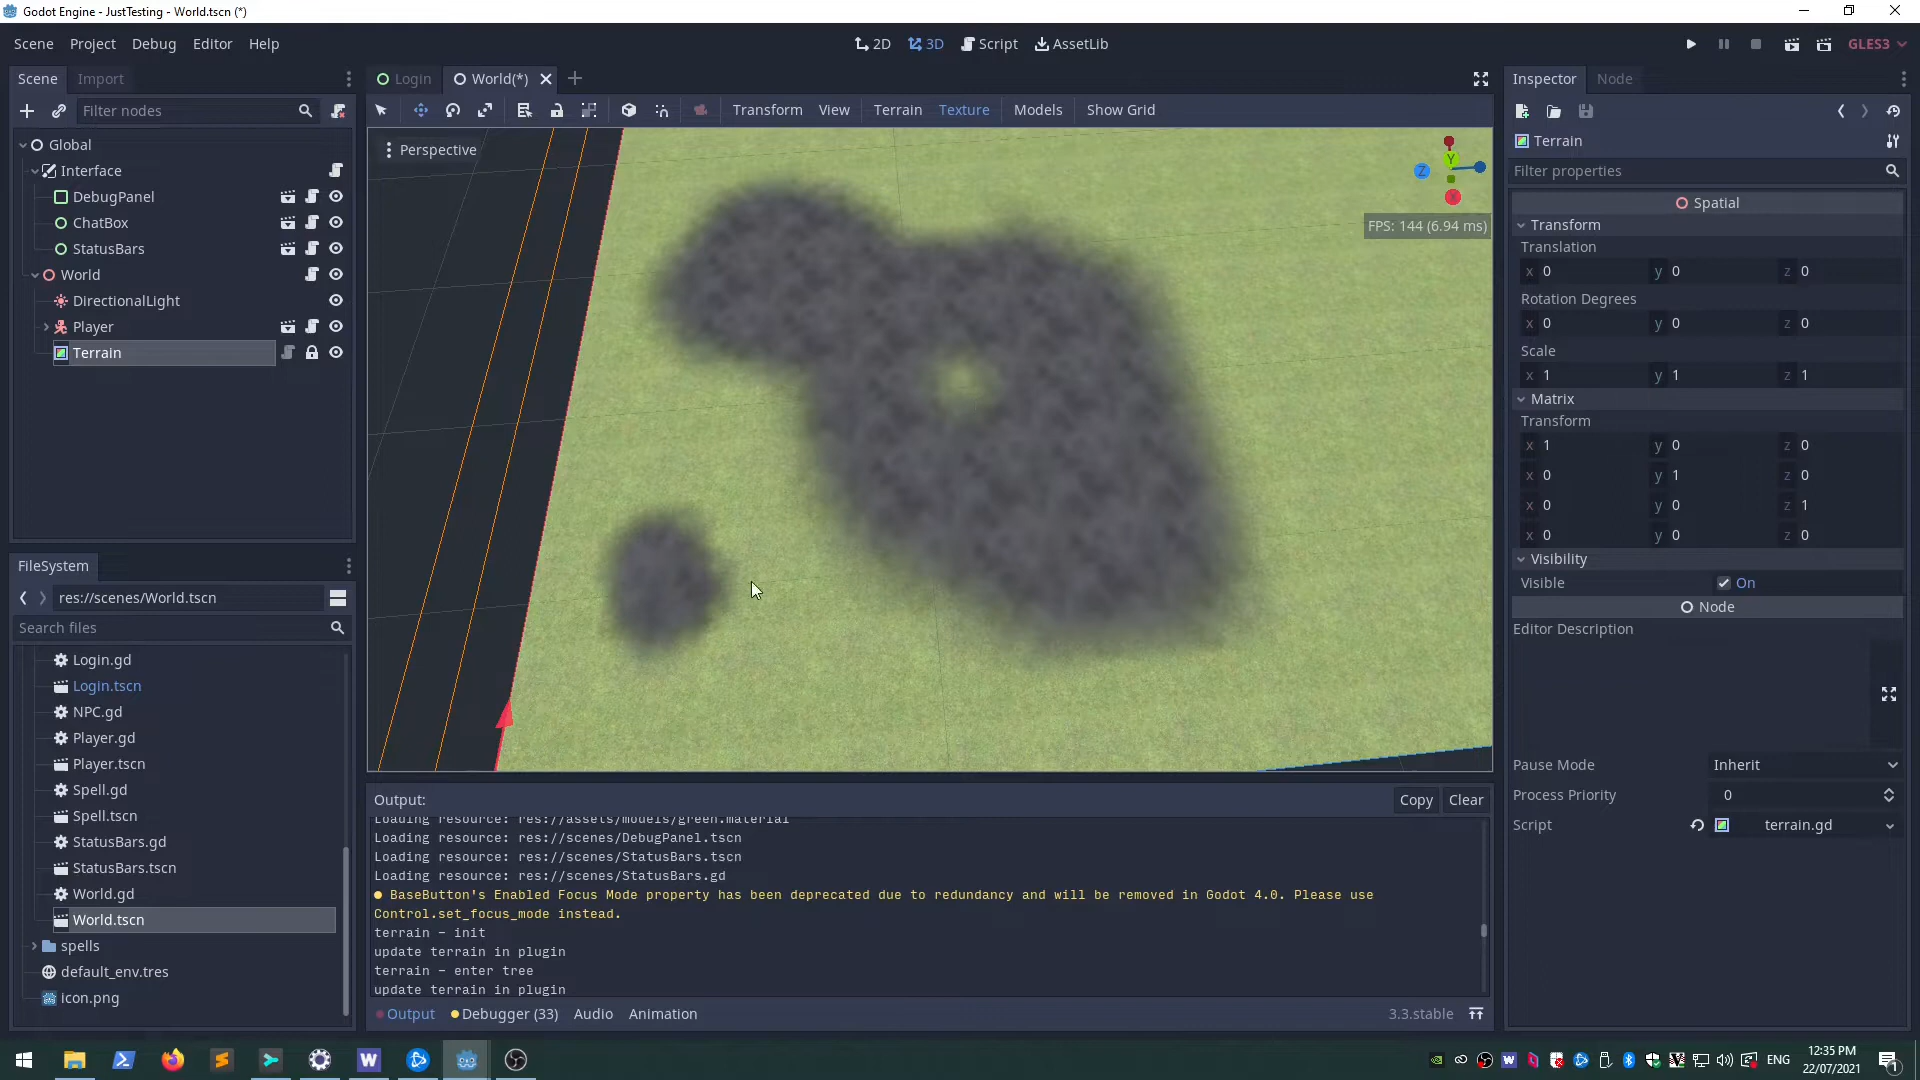 Godot Engine - JustTesting - World.tscn (*)
Scene Project Debug Editor Help
2D 3D Script AssetLib
GLES3
Scene Import
Filter nodes
Global
Interface
DebugPanel
ChatBox
StatusBars
World
DirectionalLight
Player
Terrain
FileSystem
res://scenes/World.tscn
Search files
Login.gd
Login.tscn
NPC.gd
Player.gd
Player.tscn
Spell.gd
Spell.tscn
StatusBars.gd
StatusBars.tscn
World.gd
World.tscn
spells
default_env.tres
icon.png
Login World(*)
Transform View Terrain Texture Models Show Grid
Perspective
Y
Z
X
FPS: 144 (6.94 ms)
Output:
Copy Clear
Loading resource: res://assets/models/green.material
Loading resource: res://scenes/DebugPanel.tscn
Loading resource: res://scenes/StatusBars.tscn
Loading resource: res://scenes/StatusBars.gd
BaseButton's Enabled Focus Mode property has been deprecated due to redundancy and will be removed in Godot 4.0. Please use
Control.set_focus_mode instead.
terrain - init
update terrain in plugin
terrain - enter tree
update terrain in plugin
Output Debugger (33) Audio Animation
3.3.stable
Inspector Node
Terrain
Filter properties
Spatial
Transform
Translation
x 0 y 0 z 0
Rotation Degrees
x 0 y 0 z 0
Scale
x 1 y 1 z 1
Matrix
Transform
x 1 y 0 z 0
x 0 y 1 z 0
x 0 y 0 z 1
x 0 y 0 z 0
Visibility
Visible On
Node
Editor Description
Pause Mode Inherit
Process Priority 0
Script terrain.gd
W
W
ENG
12:35 PM
22/07/2021
1